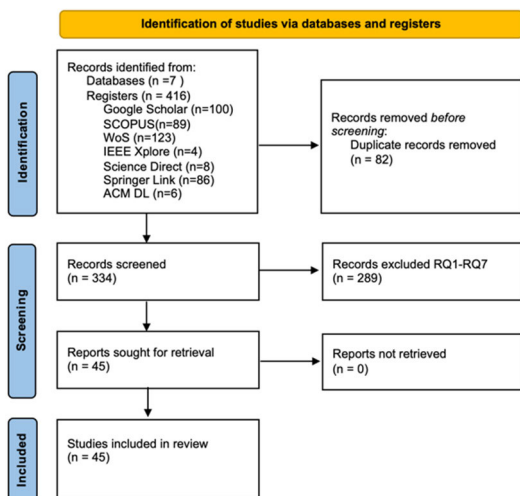 Identification of studies via databases and registers
Identification
Records identified from:
Databases (n =7 )
Registers (n = 416)
Google Scholar (n=100)
SCOPUS(n=89)
WoS(n=123)
IEEE Xplore (n=4)
Science Direct (n=8)
Springer Link (n=86)
ACM DL (n=6)
Records removed before
screening:
Duplicate records removed
(n = 82)
Screening
Records screened
(n = 334)
Records excluded RQ1-RQ7
(n = 289)
Reports sought for retrieval
(n = 45)
Reports not retrieved
(n = 0)
Included
Studies included in review
(n = 45)